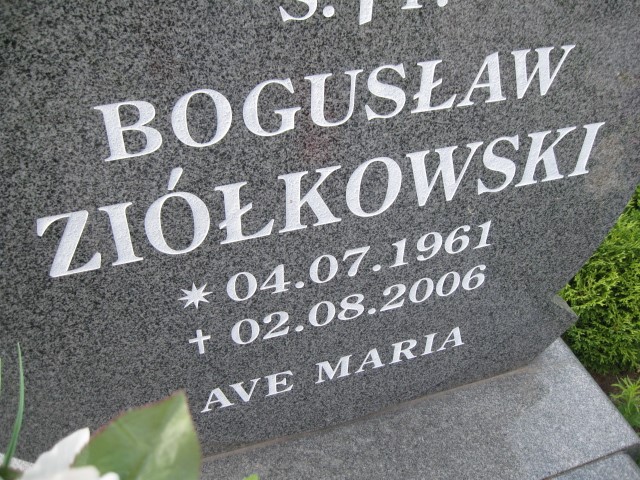 Ś. † P.
BOGUSŁAW
ZIÓŁKOWSKI
* 04.07.1961
† 02.08.2006
AVE MARIA